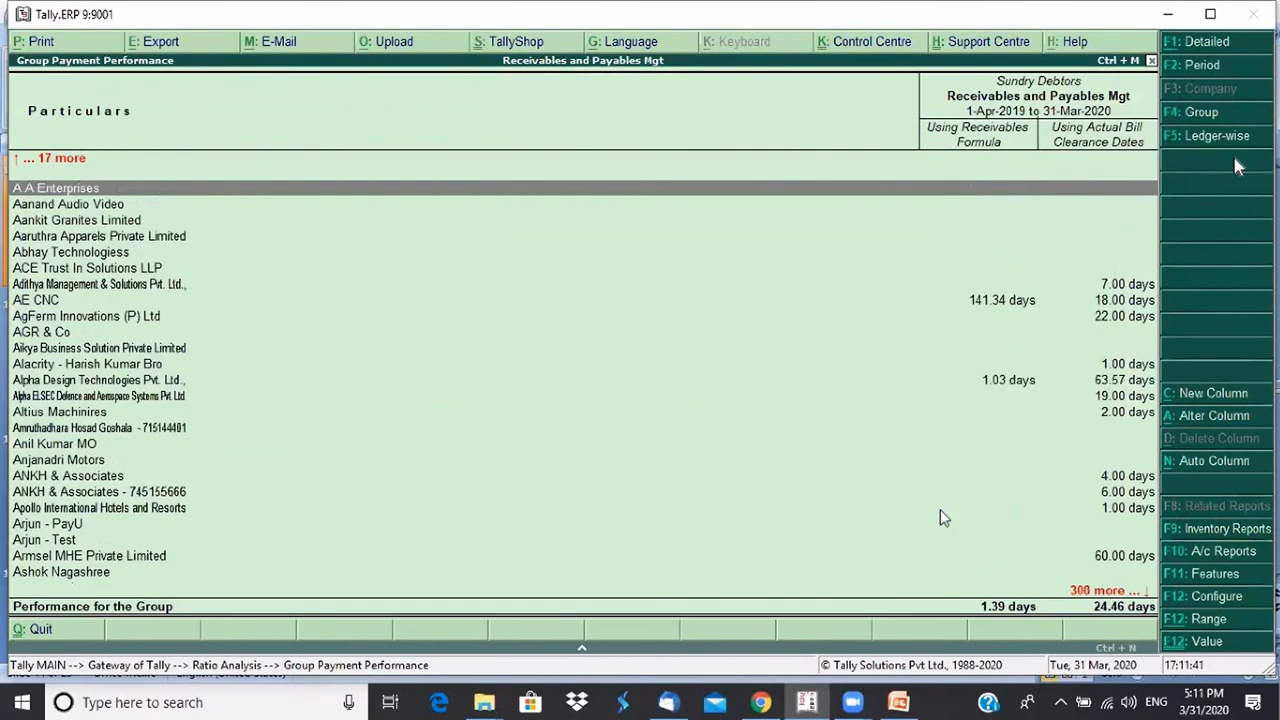 Tally.ERP 9:9001
P: Print E: Export M: E-Mail O: Upload S: TallyShop G: Language K: Keyboard K: Control Centre H: Support Centre H: Help
Group Payment Performance Receivables and Payables Mgt Ctrl + M
Particulars
Sundry Debtors
Receivables and Payables Mgt
1-Apr-2019 to 31-Mar-2020
Using Receivables Formula
Using Actual Bill Clearance Dates
↑ ... 17 more
A A Enterprises
Aanand Audio Video
Aankit Granites Limited
Aaruthra Apparels Private Limited
Abhay Technologiess
ACE Trust In Solutions LLP
Adithya Management & Solutions Pvt. Ltd., 7.00 days
AE CNC 141.34 days 18.00 days
AgFerm Innovations (P) Ltd 22.00 days
AGR & Co
Aikya Business Solution Private Limited
Alacrity - Harish Kumar Bro 1.00 days
Alpha Design Technologies Pvt. Ltd., 1.03 days 63.57 days
Alpha ELSEC Defence and Aerospace Systems Pvt. Ltd 19.00 days
Altius Machinires 2.00 days
Amruthadhara Hosad Goshala - 715144401
Anil Kumar MO
Anjanadri Motors
ANKH & Associates 4.00 days
ANKH & Associates - 745155666 6.00 days
Apollo International Hotels and Resorts 1.00 days
Arjun - PayU
Arjun - Test
Armsel MHE Private Limited 60.00 days
Ashok Nagashree
300 more ... ↓
Performance for the Group 1.39 days 24.46 days
Q: Quit
Ctrl + N
Tally MAIN --> Gateway of Tally --> Ratio Analysis --> Group Payment Performance © Tally Solutions Pvt Ltd., 1988-2020 Tue, 31 Mar, 2020 17:11:41
F1: Detailed
F2: Period
F3: Company
F4: Group
F5: Ledger-wise
C: New Column
A: Alter Column
D: Delete Column
N: Auto Column
F8: Related Reports
F9: Inventory Reports
F10: A/c Reports
F11: Features
F12: Configure
F12: Range
F12: Value
Type here to search
ENG
5:11 PM
3/31/2020